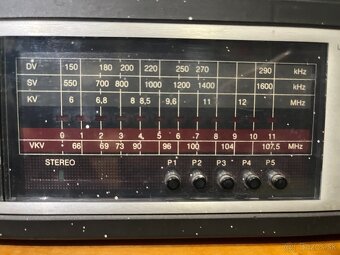 DV 150 180 200 220 250 270 290 kHz
SV 550 700 800 1000 1200 1400 1600 kHz
KV 6 6,8 8 8,5 9,6 11 12 MHz
0 1 2 3 4 5 6 7 8 9 10 11
VKV 66 69 73 90 96 100 104 107,5 MHz
STEREO P1 P2 P3 P4 P5